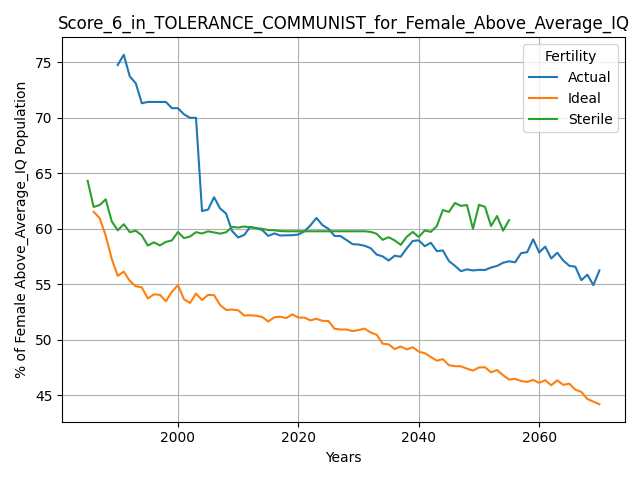 Score_6_in_TOLERANCE_COMMUNIST_for_Female_Above_Average_IQ
% of Female Above_Average_IQ Population
75
70
65
60
55
50
45
Fertility
Actual
Ideal
Sterile
2000 2020 2040 2060
Years